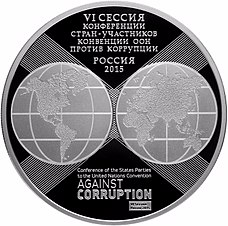 VI СЕССИЯ
КОНФЕРЕНЦИИ
СТРАН-УЧАСТНИКОВ
КОНВЕНЦИИ ООН
ПРОТИВ КОРРУПЦИИ
РОССИЯ
2015
Conference of the States Parties
to the United Nations Convention
AGAINST
CORRUPTION